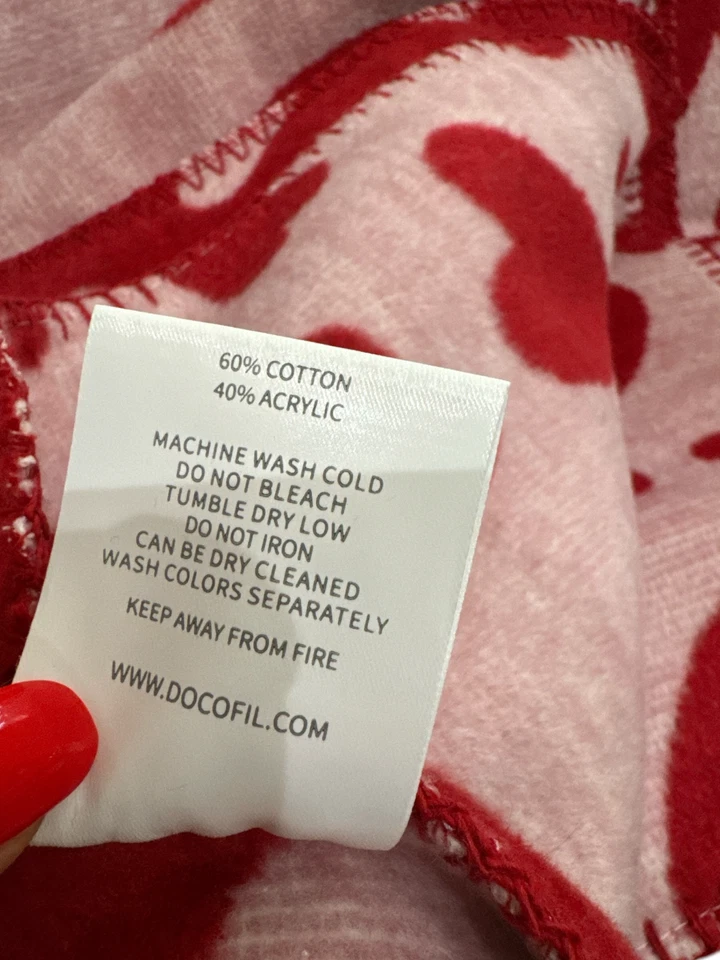 60% COTTON
40% ACRYLIC
MACHINE WASH COLD
DO NOT BLEACH
TUMBLE DRY LOW
DO NOT IRON
CAN BE DRY CLEANED
WASH COLORS SEPARATELY
KEEP AWAY FROM FIRE
WWW.DOCOFIL.COM